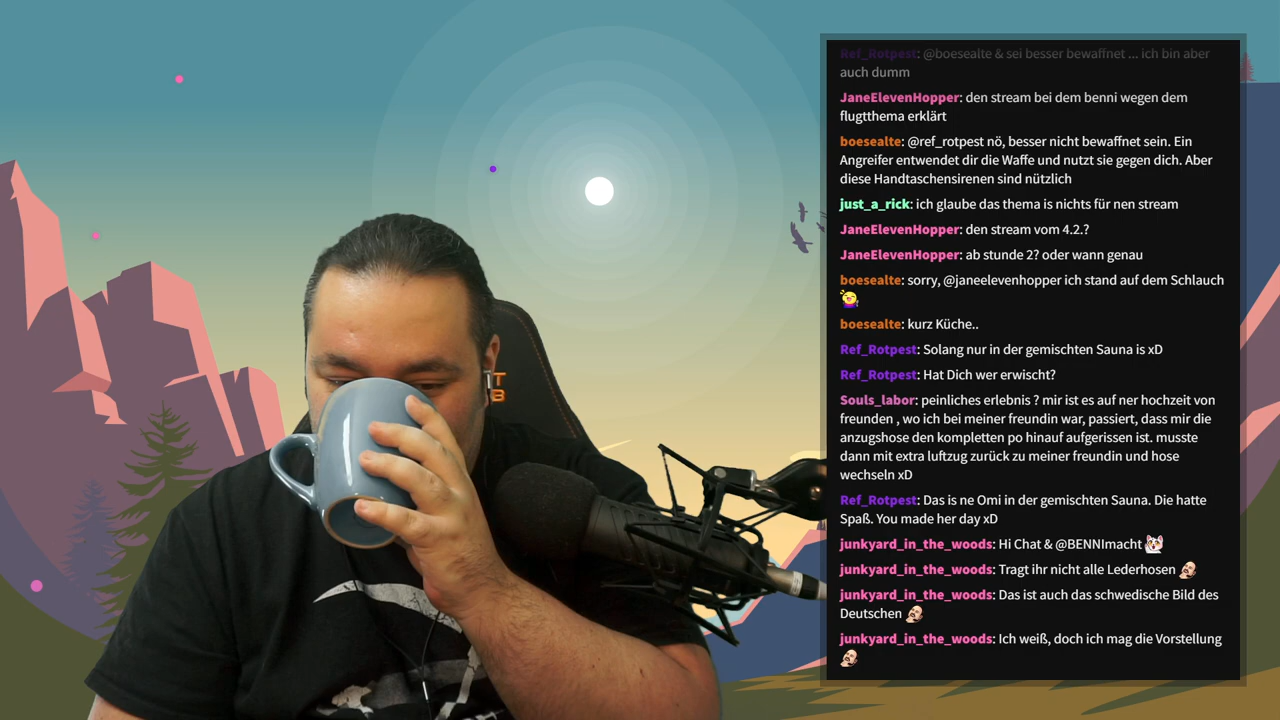 Ref_Rotpest: @boesealte & sei besser bewaffnet ... ich bin aber
auch dumm
JaneElevenHopper: den stream bei dem benni wegen dem
flugtthema erklärt
boesealte: @ref_rotpest nö, besser nicht bewaffnet sein. Ein
Angreifer entwendet dir die Waffe und nutzt sie gegen dich. Aber
diese Handtaschensirenen sind nützlich
just_a_rick: ich glaube das thema is nichts für nen stream
JaneElevenHopper: den stream vom 4.2.?
JaneElevenHopper: ab stunde 2? oder wann genau
boesealte: sorry, @janeelevenhopper ich stand auf dem Schlauch
boesealte: kurz Küche..
Ref_Rotpest: Solang nur in der gemischten Sauna is xD
Ref_Rotpest: Hat Dich wer erwischt?
Souls_labor: peinliches erlebnis ? mir ist es auf ner hochzeit von
freunden , wo ich bei meiner freundin war, passiert, dass mir die
anzugshose den kompletten po hinauf aufgerissen ist. musste
dann mit extra luftzug zurück zu meiner freundin und hose
wechseln xD
Ref_Rotpest: Das is ne Omi in der gemischten Sauna. Die hatte
Spaß. You made her day xD
junkyard_in_the_woods: Hi Chat & @BENNImacht
junkyard_in_the_woods: Tragt ihr nicht alle Lederhosen
junkyard_in_the_woods: Das ist auch das schwedische Bild des
Deutschen
junkyard_in_the_woods: Ich weiß, doch ich mag die Vorstellung